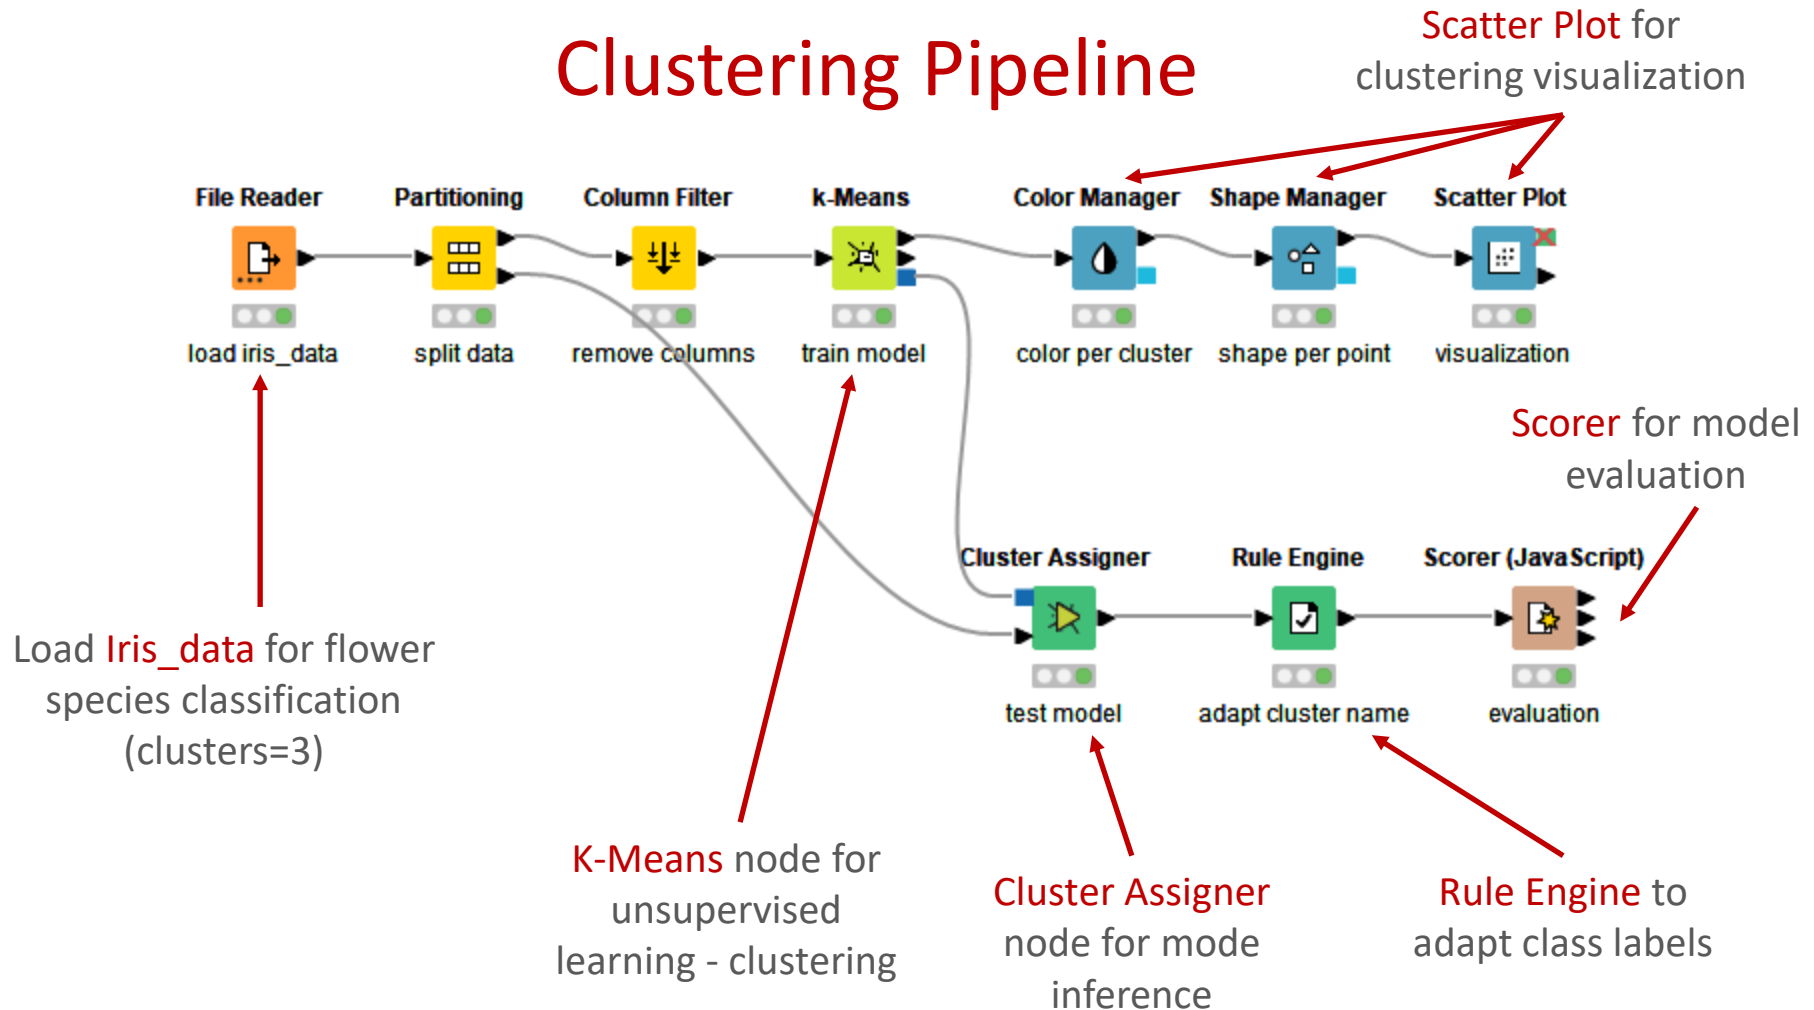 Clustering Pipeline
Scatter Plot for
clustering visualization
File Reader
Partitioning
Column Filter
k-Means
Color Manager
Shape Manager
Scatter Plot
load iris_data
split data
remove columns
train model
color per cluster
shape per point
visualization
Scorer for model
evaluation
Cluster Assigner
Rule Engine
Scorer (JavaScript)
test model
adapt cluster name
evaluation
Load Iris_data for flower
species classification
(clusters=3)
K-Means node for
unsupervised
learning - clustering
Cluster Assigner
node for mode
inference
Rule Engine to
adapt class labels